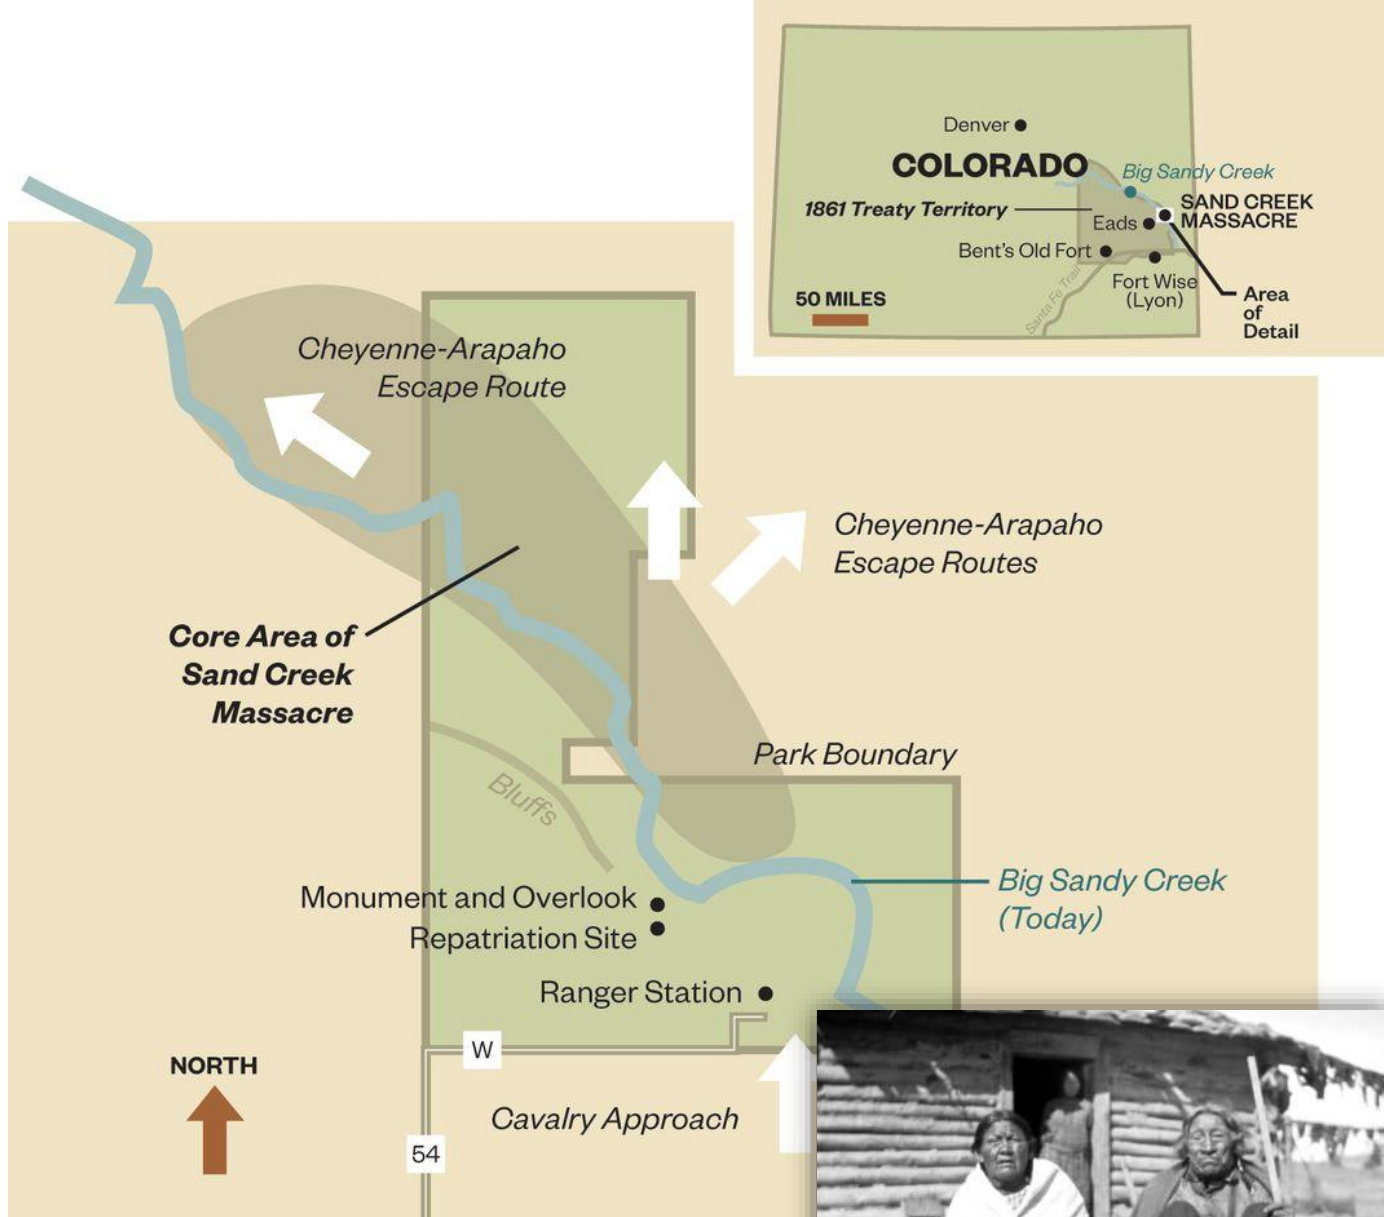 Denver
COLORADO
Big Sandy Creek
1861 Treaty Territory
SAND CREEK
MASSACRE
Eads
Bent's Old Fort
Fort Wise
(Lyon)
Santa Fe Trail
50 MILES
Area
of
Detail
Cheyenne-Arapaho
Escape Route
Cheyenne-Arapaho
Escape Routes
Core Area of
Sand Creek
Massacre
Park Boundary
Bluffs
Monument and Overlook
Repatriation Site
Big Sandy Creek
(Today)
Ranger Station
W
NORTH
Cavalry Approach
54